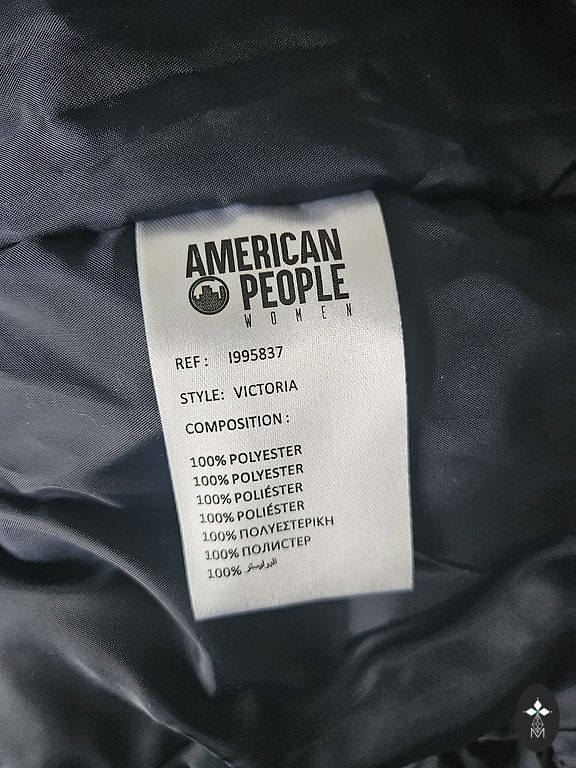 AMERICAN
PEOPLE
WOMEN
REF: I995837
STYLE: VICTORIA
COMPOSITION :
100% POLYESTER
100% POLYESTER
100% POLIÉSTER
100% POLIÉSTER
100% ΠΟΛΥΕΣΤΕΡΙΚΗ
100% ПОЛИСТЕР
100% البوليستر
M